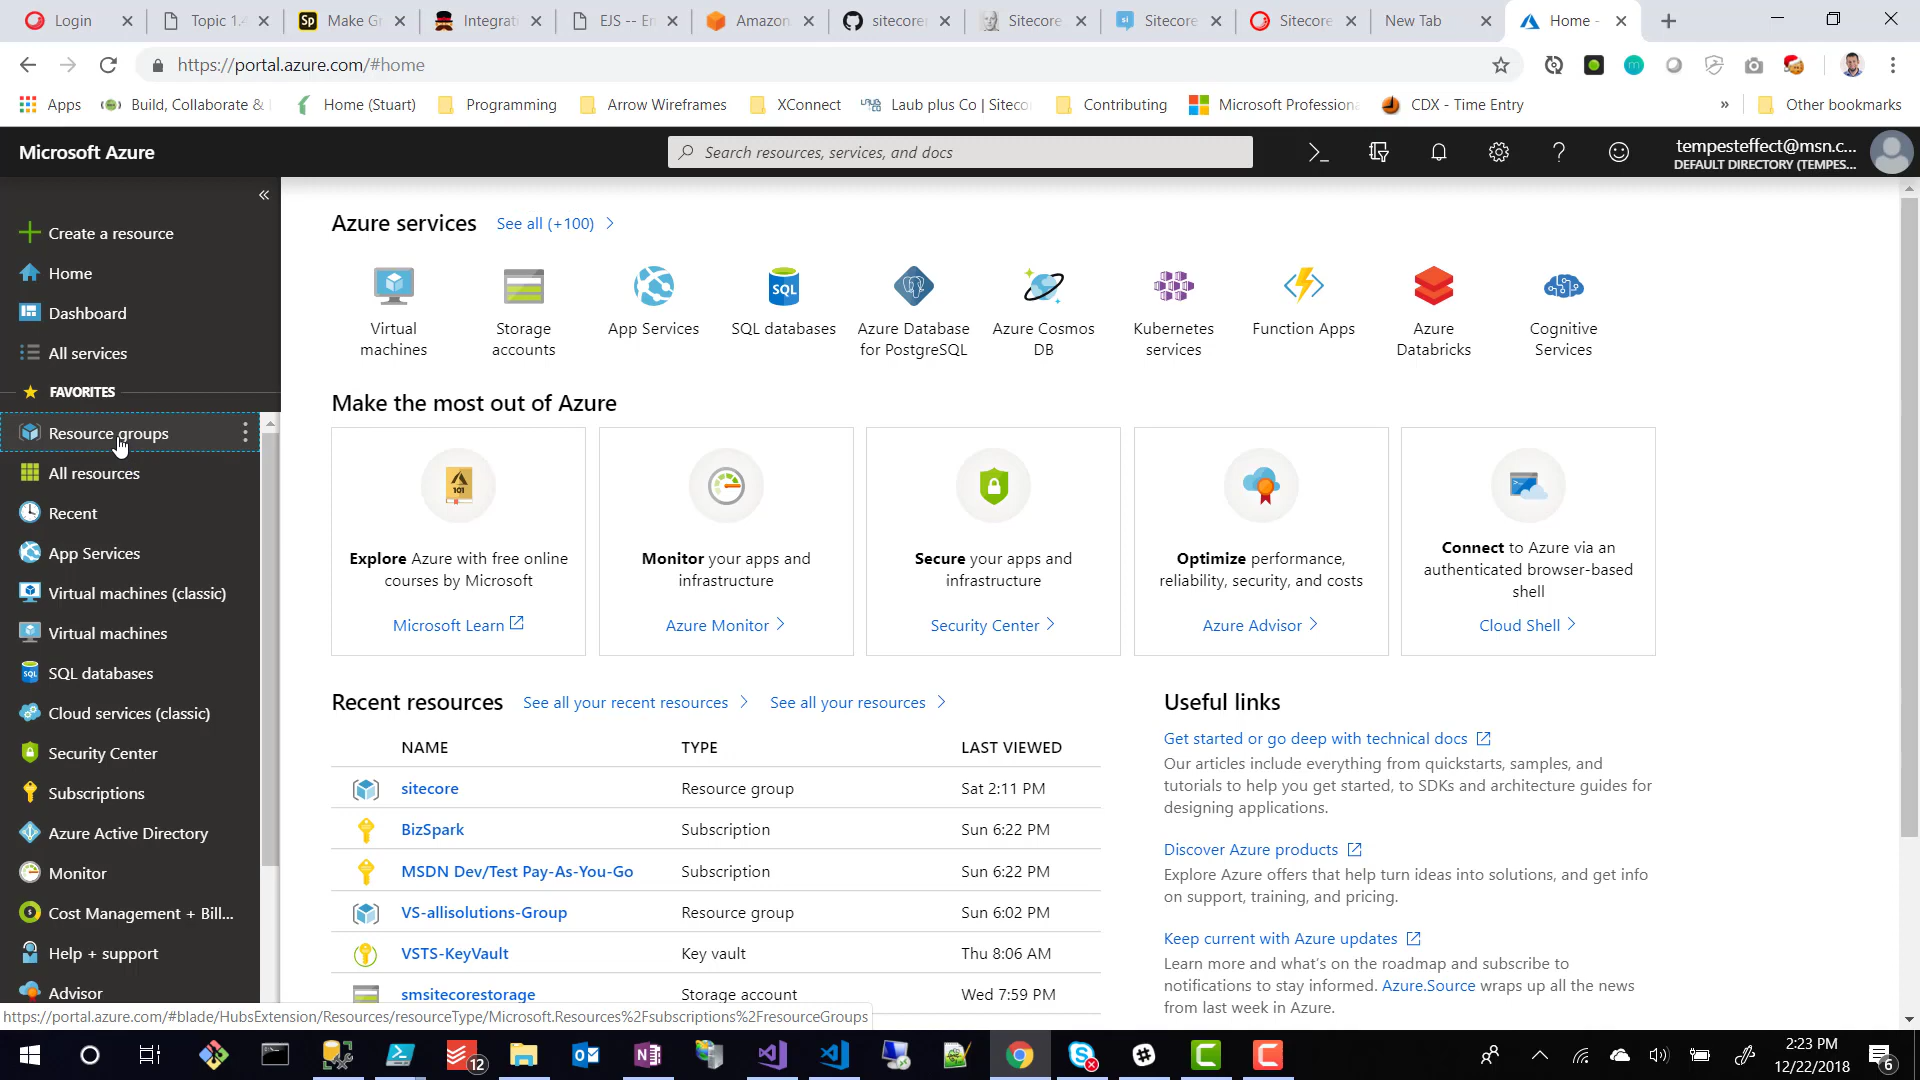 Login
Topic 1.4
Make Gr
Integrati
EJS -- Em
Amazon.
sitecorer
Sitecore.
Sitecore
Sitecore
New Tab
Home -
https://portal.azure.com/#home
Apps
Build, Collaborate &
Home (Stuart)
Programming
Arrow Wireframes
XConnect
Laub plus Co | Sitecc
Contributing
Microsoft Professiona
CDX - Time Entry
»
Other bookmarks
Microsoft Azure
Search resources, services, and docs
tempesteffect@msn.c...
DEFAULT DIRECTORY (TEMPES...
Create a resource
Home
Dashboard
All services
FAVORITES
Resource groups
All resources
Recent
App Services
Virtual machines (classic)
Virtual machines
SQL databases
Cloud services (classic)
Security Center
Subscriptions
Azure Active Directory
Monitor
Cost Management + Bill...
Help + support
Advisor
Azure services
See all (+100)
Virtual
machines
Storage
accounts
App Services
SQL databases
Azure Database
for PostgreSQL
Azure Cosmos
DB
Kubernetes
services
Function Apps
Azure
Databricks
Cognitive
Services
Make the most out of Azure
Explore Azure with free online
courses by Microsoft
Microsoft Learn
Monitor your apps and
infrastructure
Azure Monitor
Secure your apps and
infrastructure
Security Center
Optimize performance,
reliability, security, and costs
Azure Advisor
Connect to Azure via an
authenticated browser-based
shell
Cloud Shell
Recent resources
See all your recent resources
See all your resources
NAME TYPE LAST VIEWED
sitecore Resource group Sat 2:11 PM
BizSpark Subscription Sun 6:22 PM
MSDN Dev/Test Pay-As-You-Go Subscription Sun 6:22 PM
VS-allisolutions-Group Resource group Sun 6:02 PM
VSTS-KeyVault Key vault Thu 8:06 AM
smsitecorestorage Storage account Wed 7:59 PM
Useful links
Get started or go deep with technical docs
Our articles include everything from quickstarts, samples, and
tutorials to help you get started, to SDKs and architecture guides for
designing applications.
Discover Azure products
Explore Azure offers that help turn ideas into solutions, and get info
on support, training, and pricing.
Keep current with Azure updates
Learn more and what's on the roadmap and subscribe to
notifications to stay informed. Azure.Source wraps up all the news
from last week in Azure.
https://portal.azure.com/#blade/HubsExtension/Resources/resourceType/Microsoft.Resources%2Fsubscriptions%2FresourceGroups
12
2:23 PM
12/22/2018
6